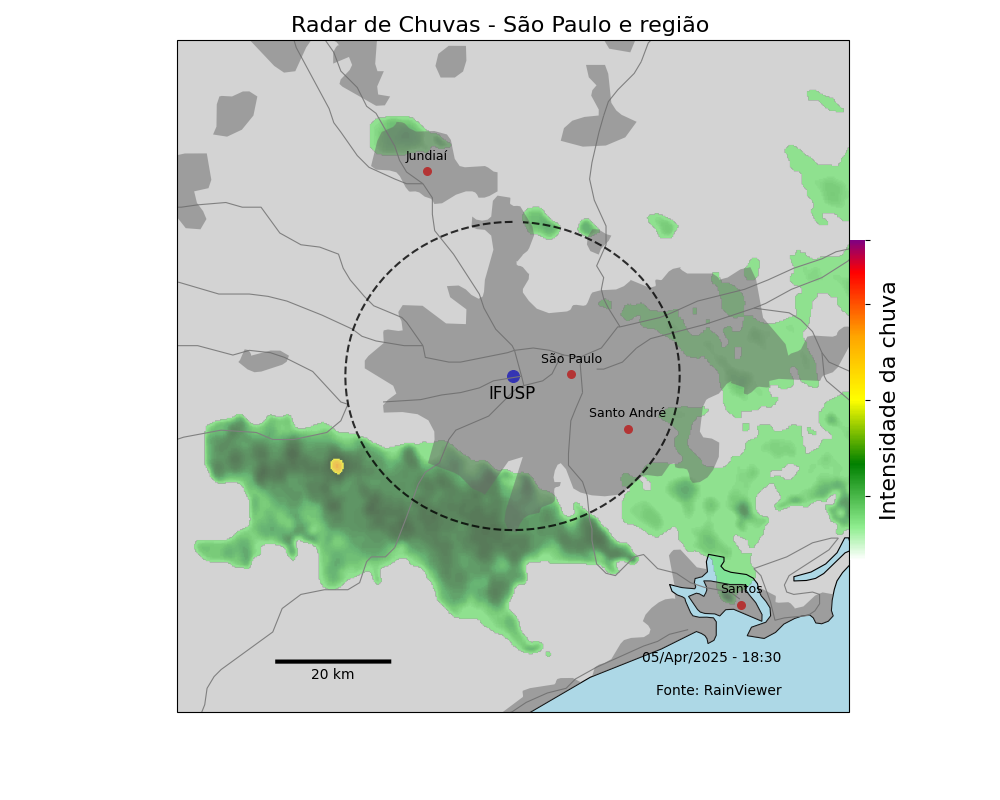 Radar de Chuvas - São Paulo e região
Jundiaí
São Paulo
IFUSP
Santo André
Intensidade da chuva
Santos
05/Apr/2025 - 18:30
20 km
Fonte: RainViewer